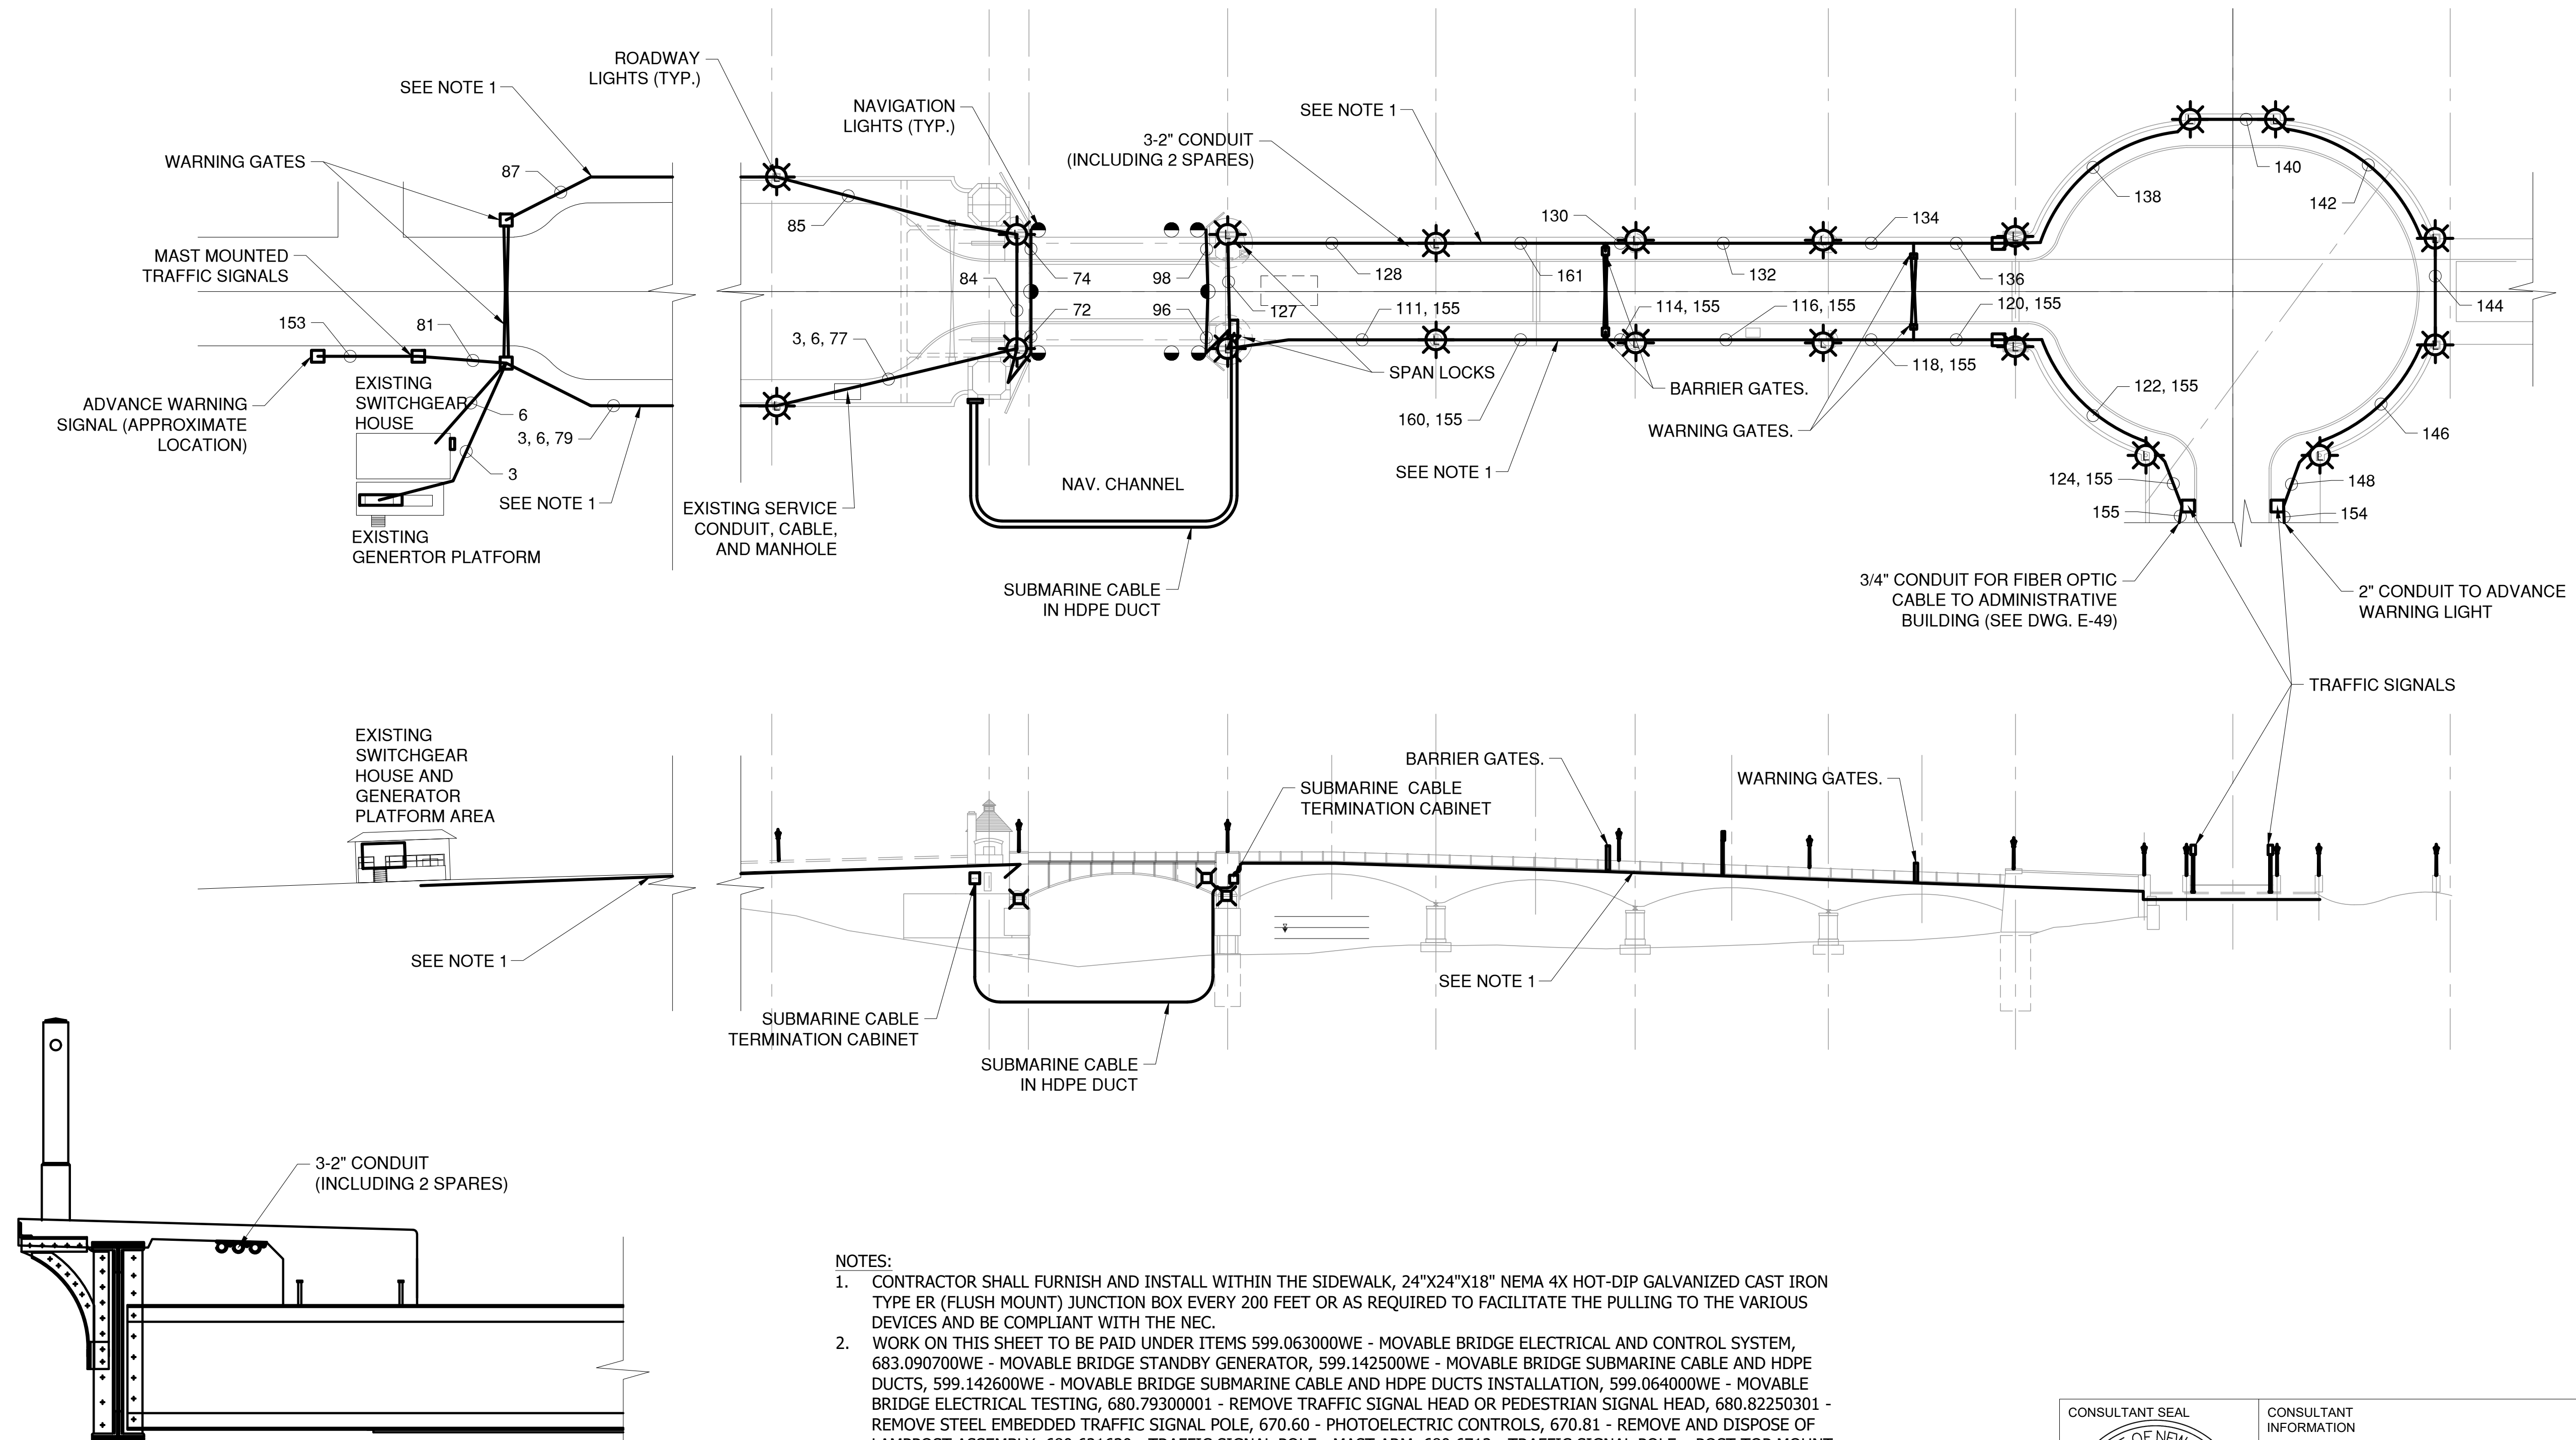 ROADWAY
LIGHTS (TYP.)
SEE NOTE 1
NAVIGATION
LIGHTS (TYP.)
SEE NOTE 1
3-2" CONDUIT
(INCLUDING 2 SPARES)
WARNING GATES
87
140
138
142
85
130
134
MAST MOUNTED
TRAFFIC SIGNALS
84
74
98
128
161
132
136
72
96
127
111, 155
114, 155
116, 155
120, 155
144
153
81
3, 6, 77
SPAN LOCKS
118, 155
EXISTING
SWITCHGEAR
HOUSE
ADVANCE WARNING
SIGNAL (APPROXIMATE
LOCATION)
6
3, 6, 79
3
BARRIER GATES.
122, 155
160, 155
WARNING GATES.
146
SEE NOTE 1
SEE NOTE 1
NAV. CHANNEL
124, 155
148
155
154
EXISTING SERVICE
CONDUIT, CABLE,
AND MANHOLE
EXISTING
GENERTOR PLATFORM
SUBMARINE CABLE
IN HDPE DUCT
3/4" CONDUIT FOR FIBER OPTIC
CABLE TO ADMINISTRATIVE
BUILDING (SEE DWG. E-49)
2" CONDUIT TO ADVANCE
WARNING LIGHT
TRAFFIC SIGNALS
EXISTING
SWITCHGEAR
HOUSE AND
GENERATOR
PLATFORM AREA
BARRIER GATES.
WARNING GATES.
SUBMARINE CABLE
TERMINATION CABINET
SEE NOTE 1
SEE NOTE 1
SUBMARINE CABLE
TERMINATION CABINET
SUBMARINE CABLE
IN HDPE DUCT
3-2" CONDUIT
(INCLUDING 2 SPARES)
NOTES:
1. CONTRACTOR SHALL FURNISH AND INSTALL WITHIN THE SIDEWALK, 24"X24"X18" NEMA 4X HOT-DIP GALVANIZED CAST IRON
TYPE ER (FLUSH MOUNT) JUNCTION BOX EVERY 200 FEET OR AS REQUIRED TO FACILITATE THE PULLING TO THE VARIOUS
DEVICES AND BE COMPLIANT WITH THE NEC.
2. WORK ON THIS SHEET TO BE PAID UNDER ITEMS 599.063000WE - MOVABLE BRIDGE ELECTRICAL AND CONTROL SYSTEM,
683.090700WE - MOVABLE BRIDGE STANDBY GENERATOR, 599.142500WE - MOVABLE BRIDGE SUBMARINE CABLE AND HDPE
DUCTS, 599.142600WE - MOVABLE BRIDGE SUBMARINE CABLE AND HDPE DUCTS INSTALLATION, 599.064000WE - MOVABLE
BRIDGE ELECTRICAL TESTING, 680.79300001 - REMOVE TRAFFIC SIGNAL HEAD OR PEDESTRIAN SIGNAL HEAD, 680.82250301 -
REMOVE STEEL EMBEDDED TRAFFIC SIGNAL POLE, 670.60 - PHOTOELECTRIC CONTROLS, 670.81 - REMOVE AND DISPOSE OF
CONSULTANT SEAL
OF NEW
CONSULTANT
INFORMATION